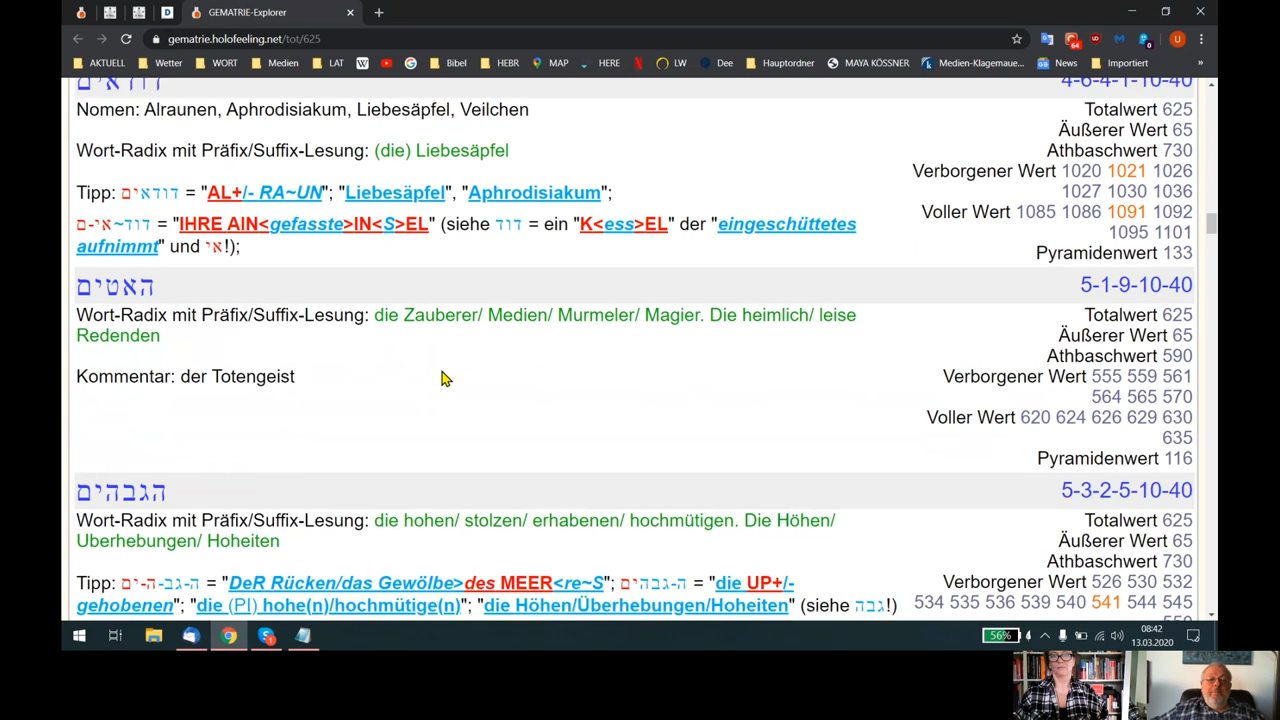 GEMATRIE-Explorer
gematrie.holofeeling.net/tot/625
64
0
U
AKTUELL Wetter WORT Medien LAT Bibel HEBR MAP HERE LW Dee Hauptordner MAYA KÖSSNER Medien-Klagemaue... News Importiert »
דודאים 4-6-4-1-10-40
Nomen: Alraunen, Aphrodisiakum, Liebesäpfel, Veilchen
Wort-Radix mit Präfix/Suffix-Lesung: (die) Liebesäpfel
Tipp: דודאים = "AL+/- RA~UN"; "Liebesäpfel", "Aphrodisiakum";
דוד~אי-ם = "IHRE AIN<gefasste>IN<S>EL" (siehe דוד = ein "K<ess>EL" der "eingeschüttetes
aufnimmt" und אי!);
Totalwert 625
Äußerer Wert 65
Athbaschwert 730
Verborgener Wert 1020 1021 1026
1027 1030 1036
Voller Wert 1085 1086 1091 1092
1095 1101
Pyramidenwert 133
האטים 5-1-9-10-40
Wort-Radix mit Präfix/Suffix-Lesung: die Zauberer/ Medien/ Murmeler/ Magier. Die heimlich/ leise
Redenden
Kommentar: der Totengeist
Totalwert 625
Äußerer Wert 65
Athbaschwert 590
Verborgener Wert 555 559 561
564 565 570
Voller Wert 620 624 626 629 630
635
Pyramidenwert 116
הגבהים 5-3-2-5-10-40
Wort-Radix mit Präfix/Suffix-Lesung: die hohen/ stolzen/ erhabenen/ hochmütigen. Die Höhen/
Uberhebungen/ Hoheiten
Tipp: ה-גב-ה-ים = "DeR Rücken/das Gewölbe>des MEER<re~S"; ה-גבהים = "die UP+/-
gehobenen"; "die (PI) hohe(n)/hochmütige(n)"; "die Höhen/Überhebungen/Hoheiten" (siehe גבה!)
Totalwert 625
Äußerer Wert 65
Athbaschwert 730
Verborgener Wert 526 530 532
534 535 536 539 540 541 544 545
56%
08:42
13.03.2020